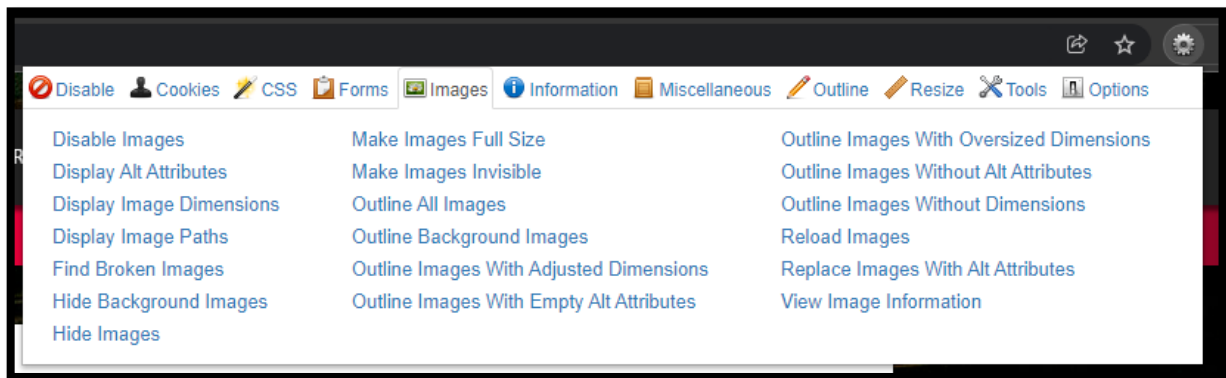 Disable Cookies CSS Forms Images Information Miscellaneous Outline Resize Tools Options
Disable Images
Display Alt Attributes
Display Image Dimensions
Display Image Paths
Find Broken Images
Hide Background Images
Hide Images
Make Images Full Size
Make Images Invisible
Outline All Images
Outline Background Images
Outline Images With Adjusted Dimensions
Outline Images With Empty Alt Attributes
Outline Images With Oversized Dimensions
Outline Images Without Alt Attributes
Outline Images Without Dimensions
Reload Images
Replace Images With Alt Attributes
View Image Information